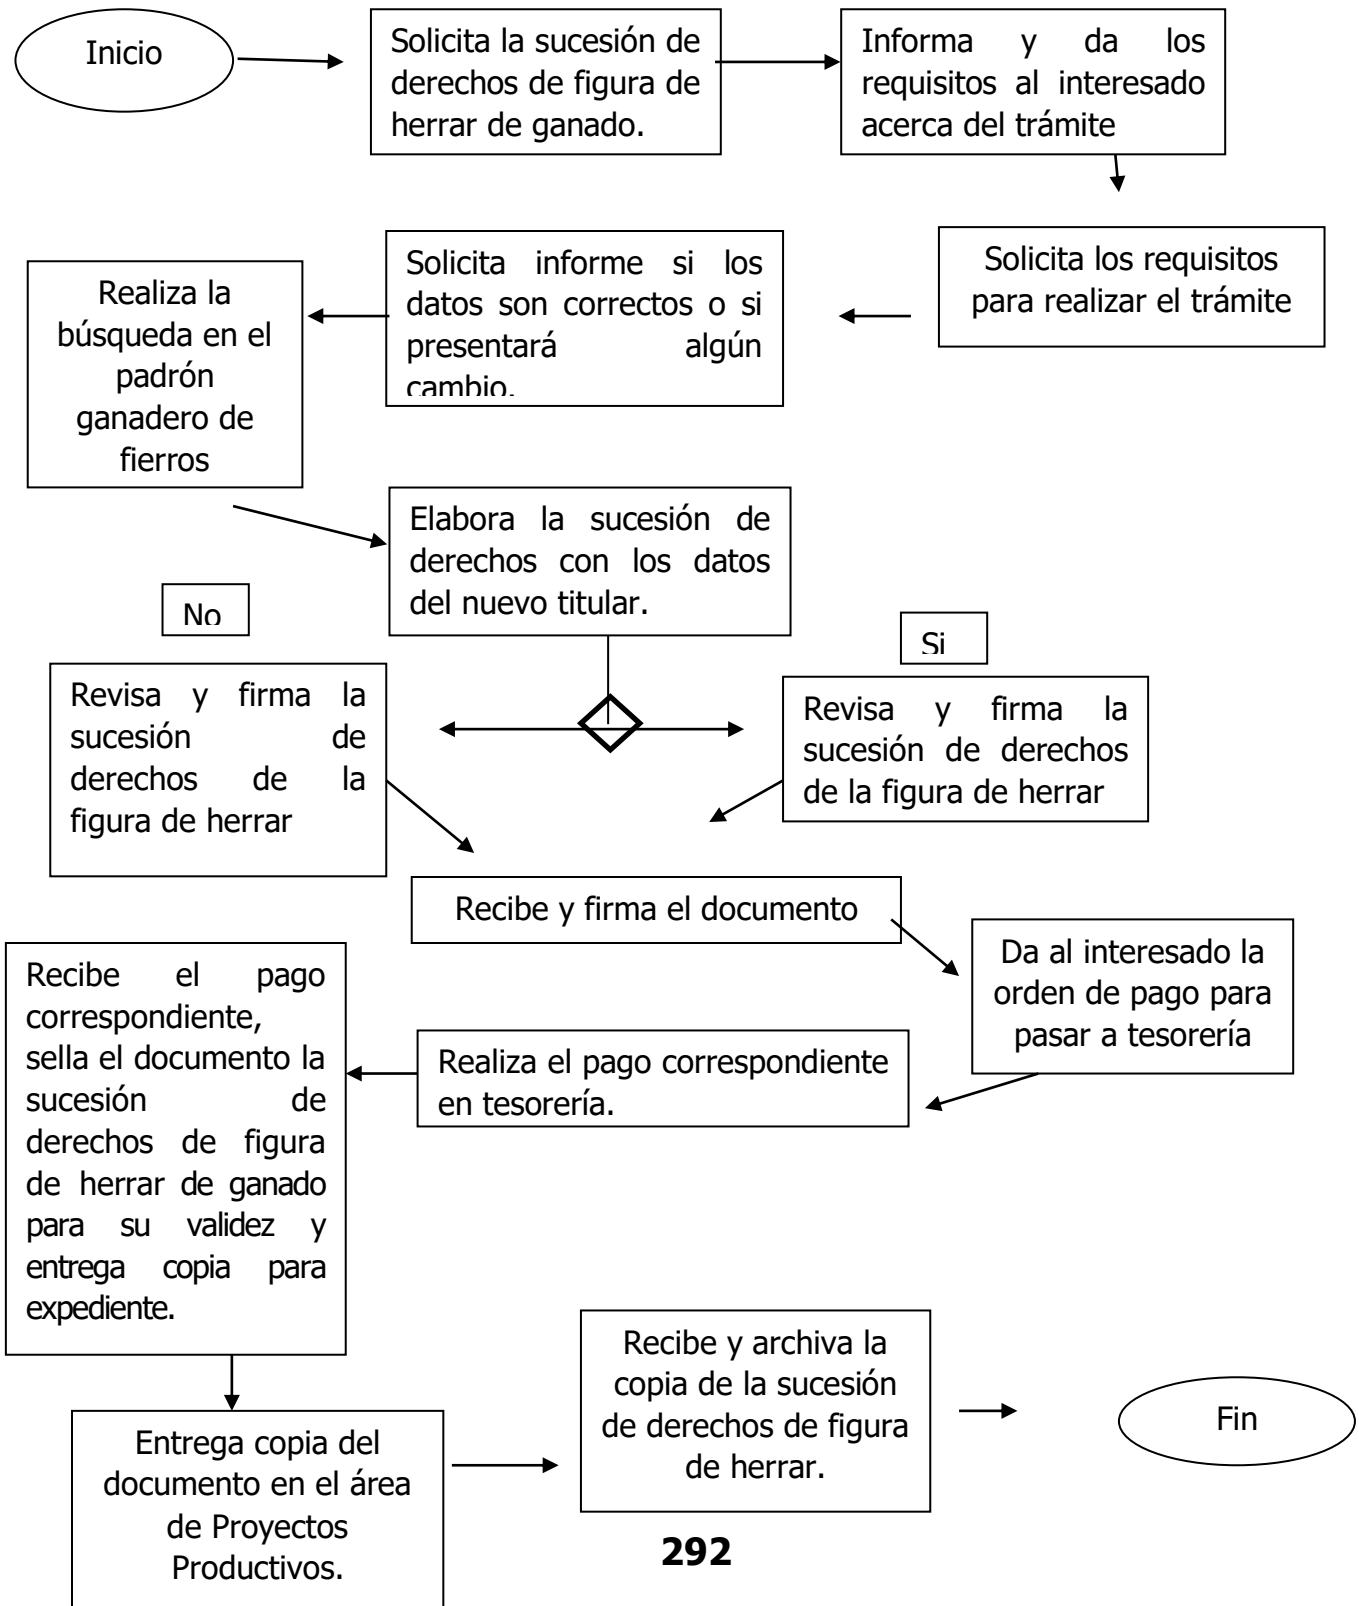 Inicio
Solicita la sucesión de
derechos de figura de
herrar de ganado.
Informa y da los
requisitos al interesado
acerca del trámite
Solicita los requisitos
para realizar el trámite
Solicita informe si los
datos son correctos o si
presentará algún
cambio.
Realiza la
búsqueda en el
padrón
ganadero de
fierros
Elabora la sucesión de
derechos con los datos
del nuevo titular.
No
Si
Revisa y firma la
sucesión de
derechos de la
figura de herrar
Revisa y firma la
sucesión de derechos
de la figura de herrar
Recibe y firma el documento
Da al interesado la
orden de pago para
pasar a tesorería
Realiza el pago correspondiente
en tesorería.
Recibe el pago
correspondiente,
sella el documento la
sucesión de
derechos de figura
de herrar de ganado
para su validez y
entrega copia para
expediente.
Entrega copia del
documento en el área
de Proyectos
Productivos.
Recibe y archiva la
copia de la sucesión
de derechos de figura
de herrar.
Fin
292